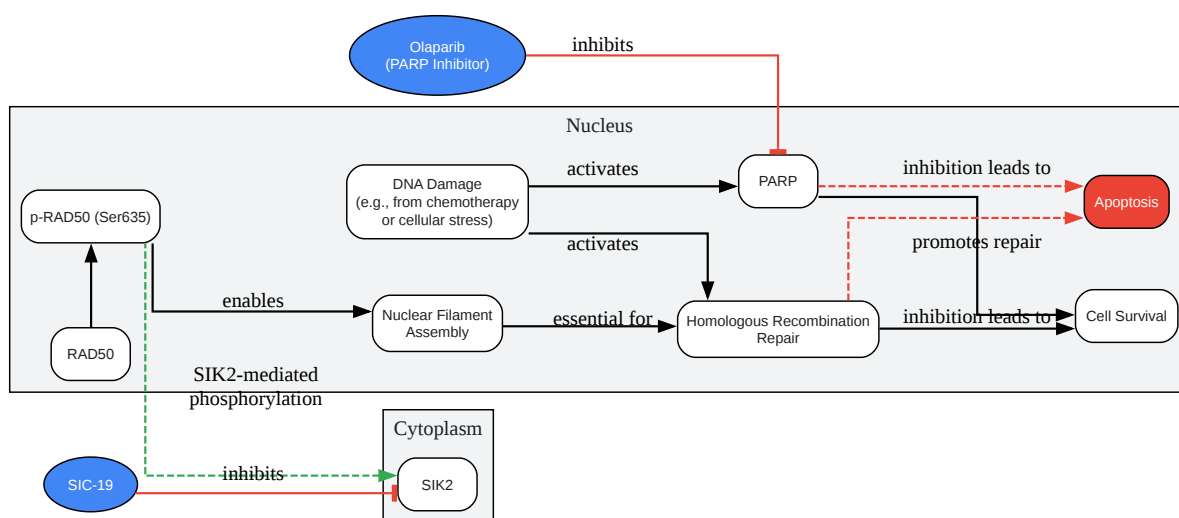 Olaparib
(PARP Inhibitor)
inhibits
Nucleus
DNA Damage
(e.g., from chemotherapy
or cellular stress)
activates
PARP
inhibition leads to
Apoptosis
p-RAD50 (Ser635)
activates
promotes repair
enables
Nuclear Filament
Assembly
essential for
Homologous Recombination
Repair
inhibition leads to
Cell Survival
RAD50
SIK2-mediated
phosphorylation
Cytoplasm
SIC-19
inhibits
SIK2